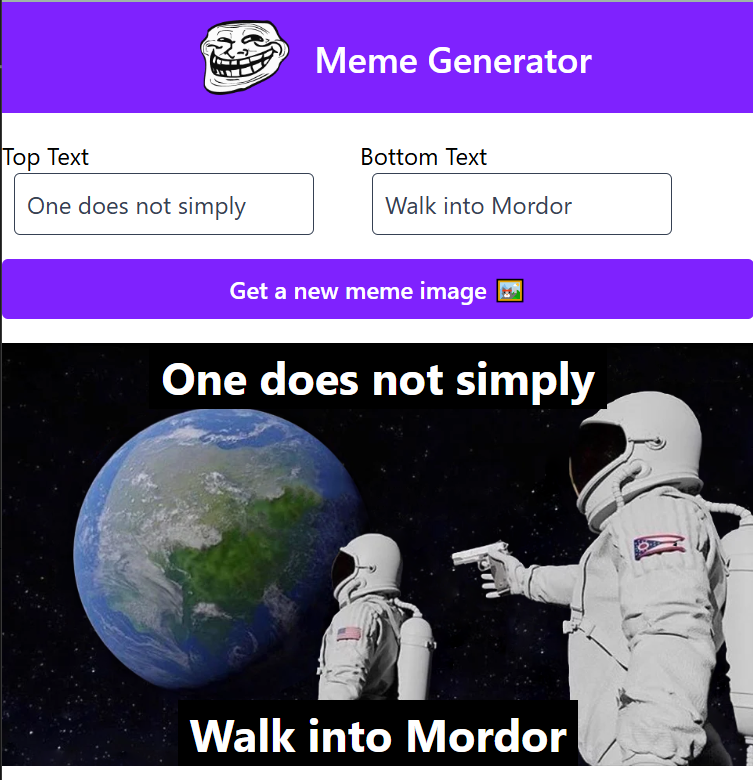 Meme Generator
Top Text
Bottom Text
One does not simply
Walk into Mordor
Get a new meme image 🖼️
One does not simply
Walk into Mordor